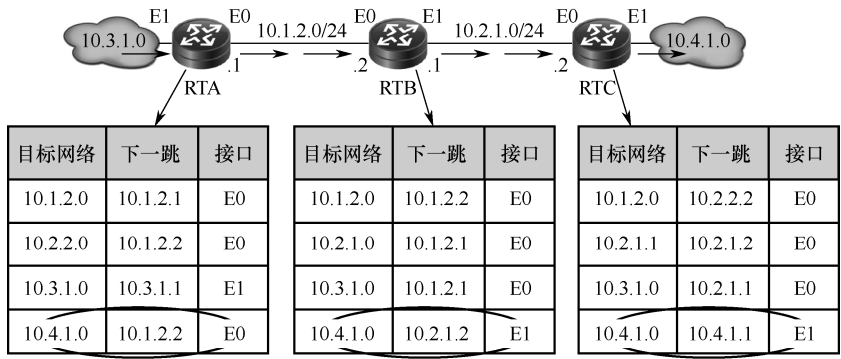 10.3.1.0 E1 E0 10.1.2.0/24 E0 E1 10.2.1.0/24 E0 E1 10.4.1.0
.1 .2 .1 .2
RTA RTB RTC
目标网络 下一跳 接口
10.1.2.0 10.1.2.1 E0
10.2.2.0 10.1.2.2 E0
10.3.1.0 10.3.1.1 E1
10.4.1.0 10.1.2.2 E0
目标网络 下一跳 接口
10.1.2.0 10.1.2.2 E0
10.2.1.0 10.1.2.1 E0
10.3.1.0 10.1.2.1 E0
10.4.1.0 10.2.1.2 E1
目标网络 下一跳 接口
10.1.2.0 10.2.2.2 E0
10.2.1.1 10.2.1.2 E0
10.3.1.0 10.2.1.1 E0
10.4.1.0 10.4.1.1 E1